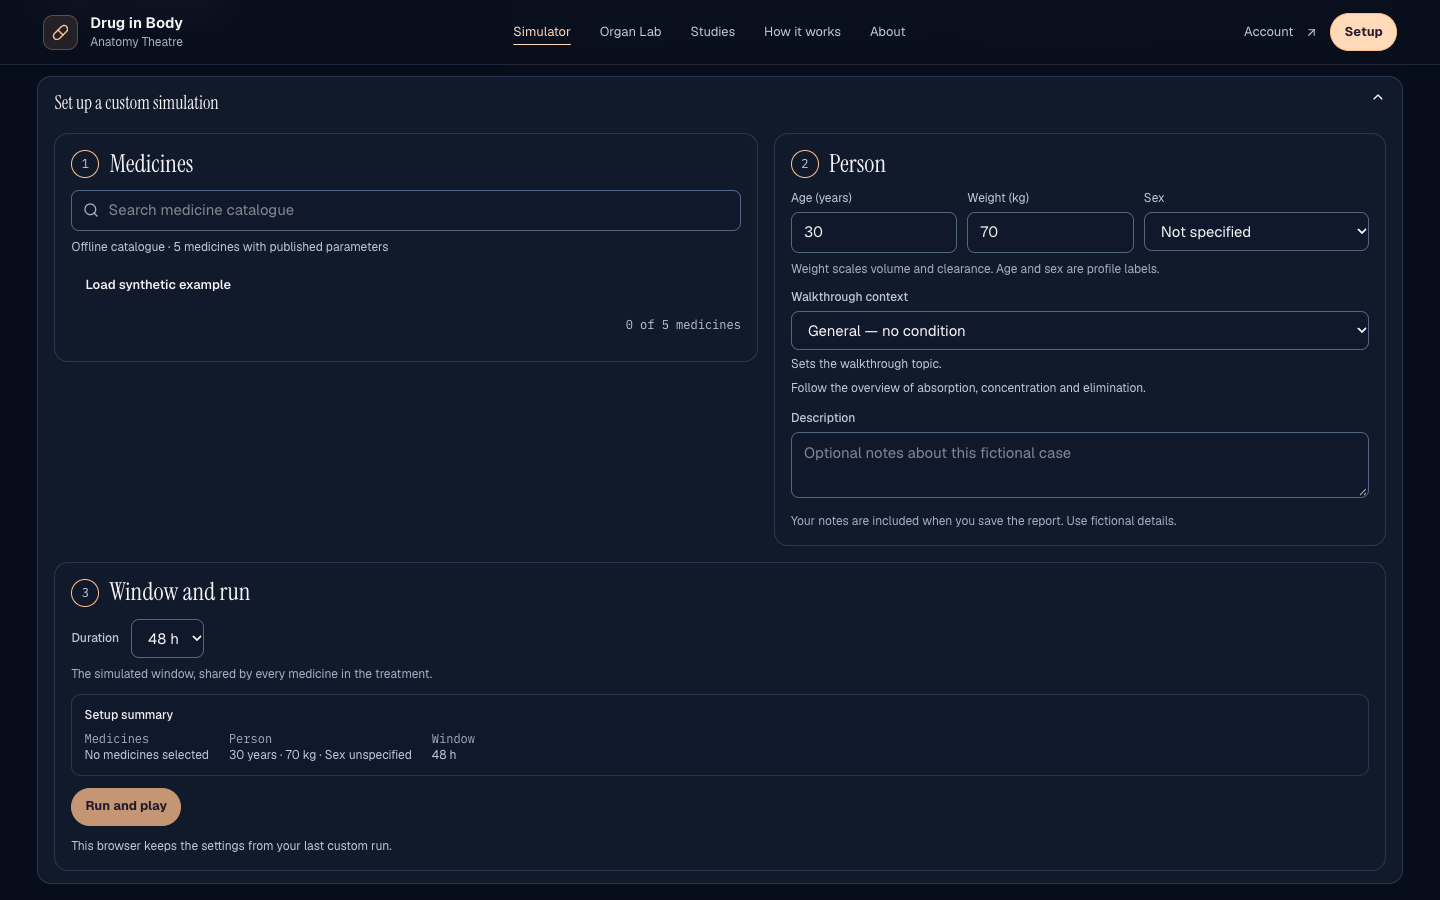 Drug in Body
Anatomy Theatre
Simulator
Organ Lab
Studies
How it works
About
Account
Setup
Set up a custom simulation
1
Medicines
Search medicine catalogue
Offline catalogue · 5 medicines with published parameters
Load synthetic example
0 of 5 medicines
2
Person
Age (years)
Weight (kg)
Sex
30
70
Not specified
Weight scales volume and clearance. Age and sex are profile labels.
Walkthrough context
General — no condition
Sets the walkthrough topic.
Follow the overview of absorption, concentration and elimination.
Description
Optional notes about this fictional case
Your notes are included when you save the report. Use fictional details.
3
Window and run
Duration
48 h
The simulated window, shared by every medicine in the treatment.
Setup summary
Medicines
No medicines selected
Person
30 years · 70 kg · Sex unspecified
Window
48 h
Run and play
This browser keeps the settings from your last custom run.